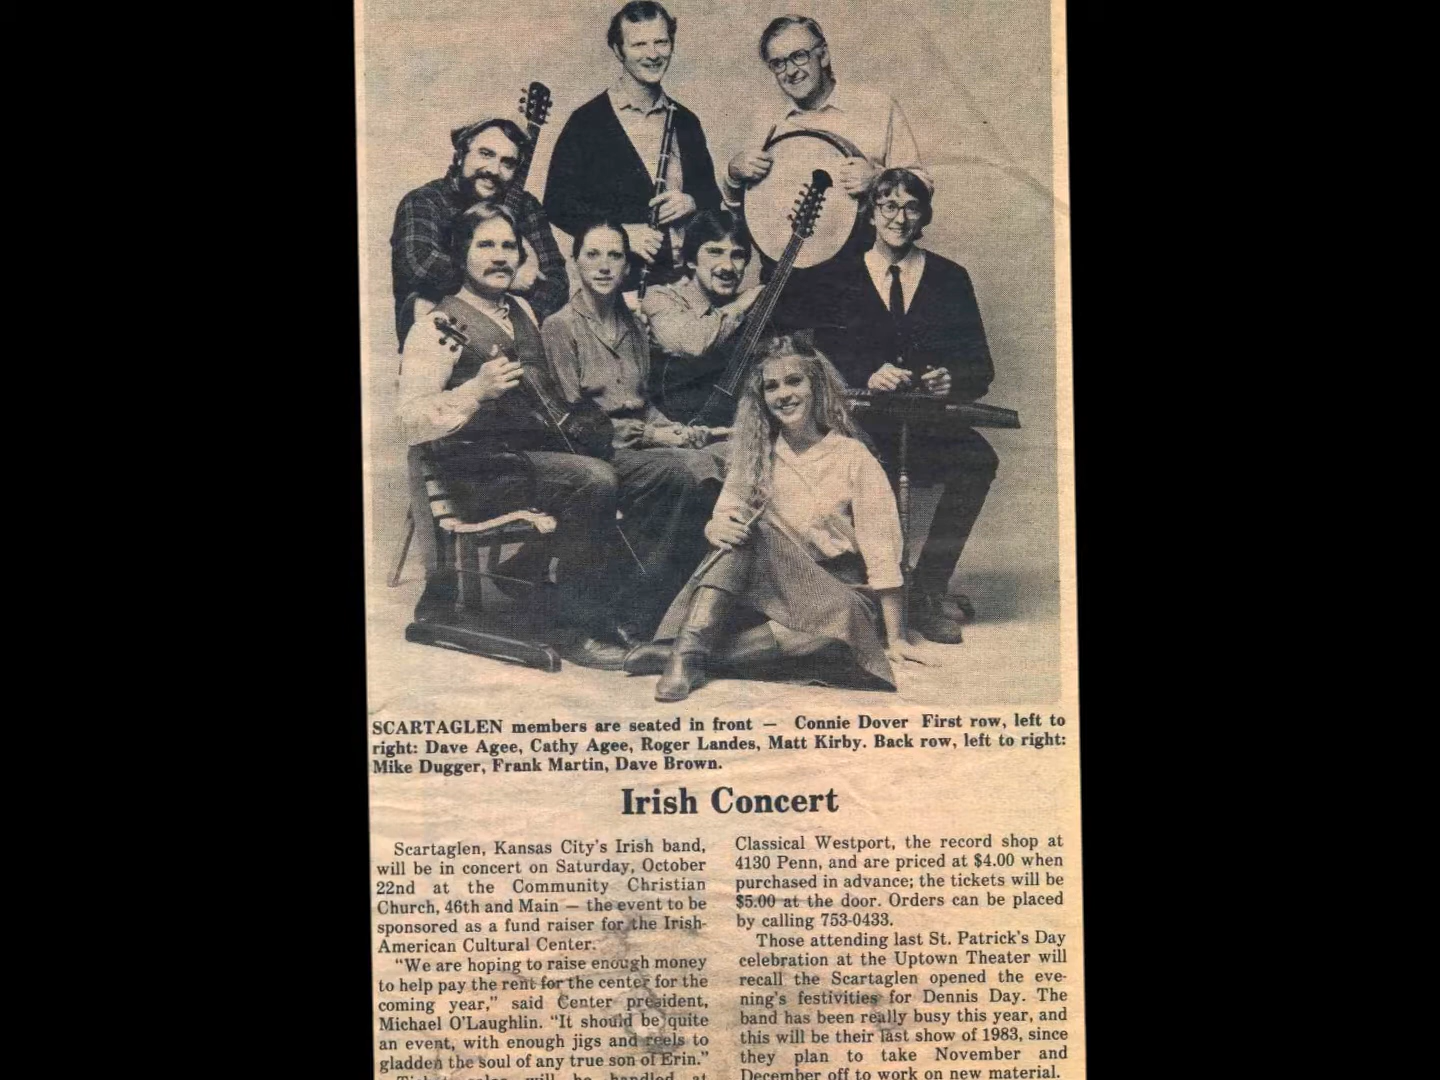 SCARTAGLEN members are seated in front — Connie Dover First row, left to
right: Dave Agee, Cathy Agee, Roger Landes, Matt Kirby. Back row, left to right:
Mike Dugger, Frank Martin, Dave Brown.
Irish Concert
Scartaglen, Kansas City's Irish band,
will be in concert on Saturday, October
22nd at the Community Christian
Church, 46th and Main — the event to be
sponsored as a fund raiser for the Irish-
American Cultural Center.
"We are hoping to raise enough money
to help pay the rent for the center for the
coming year," said Center president,
Michael O'Laughlin. "It should be quite
an event, with enough jigs and reels to
gladden the soul of any true son of Erin."
will be handled at
Classical Westport, the record shop at
4130 Penn, and are priced at $4.00 when
purchased in advance; the tickets will be
$5.00 at the door. Orders can be placed
by calling 753-0433.
Those attending last St. Patrick's Day
celebration at the Uptown Theater will
recall the Scartaglen opened the eve-
ning's festivities for Dennis Day. The
band has been really busy this year, and
this will be their last show of 1983, since
they plan to take November and
December off to work on new material.